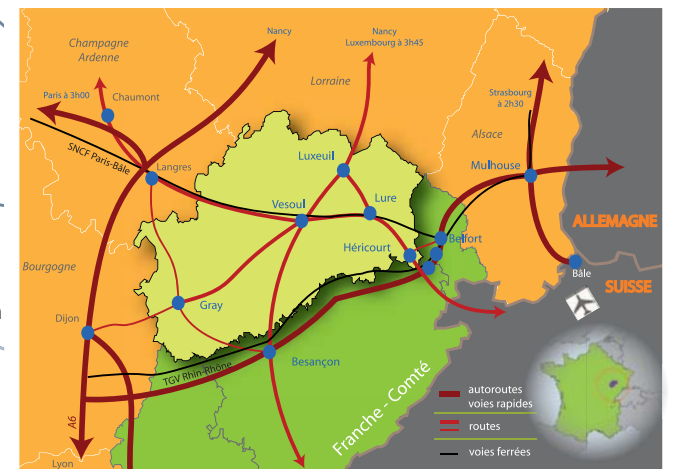 Champagne
Ardenne
Nancy
Nancy
Luxembourg à 3h45
Lorraine
Paris à 3h00
Chaumont
Strasbourg
à 2h30
Alsace
SNCF Paris-Bâle
Langres
Luxeuil
Mulhouse
Vesoul
Lure
ALLEMAGNE
Héricourt
Belfort
Bourgogne
Bâle
SUISSE
Gray
Dijon
Besançon
TGV Rhin-Rhône
Franche - Comté
A6
Lyon
autoroutes
voies rapides
routes
voies ferrées